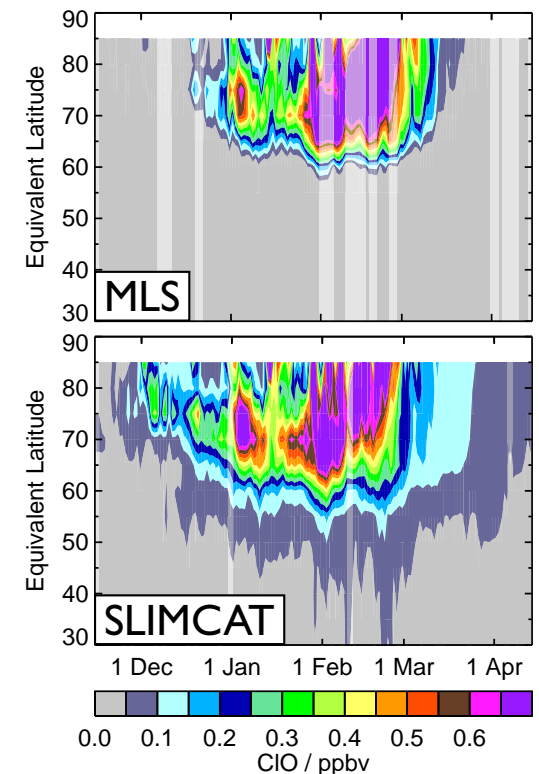 90
80
70
60
50
40
30
Equivalent Latitude
MLS
90
80
70
60
50
40
30
Equivalent Latitude
SLIMCAT
1 Dec 1 Jan 1 Feb 1 Mar 1 Apr
0.0 0.1 0.2 0.3 0.4 0.5 0.6
ClO / ppbv